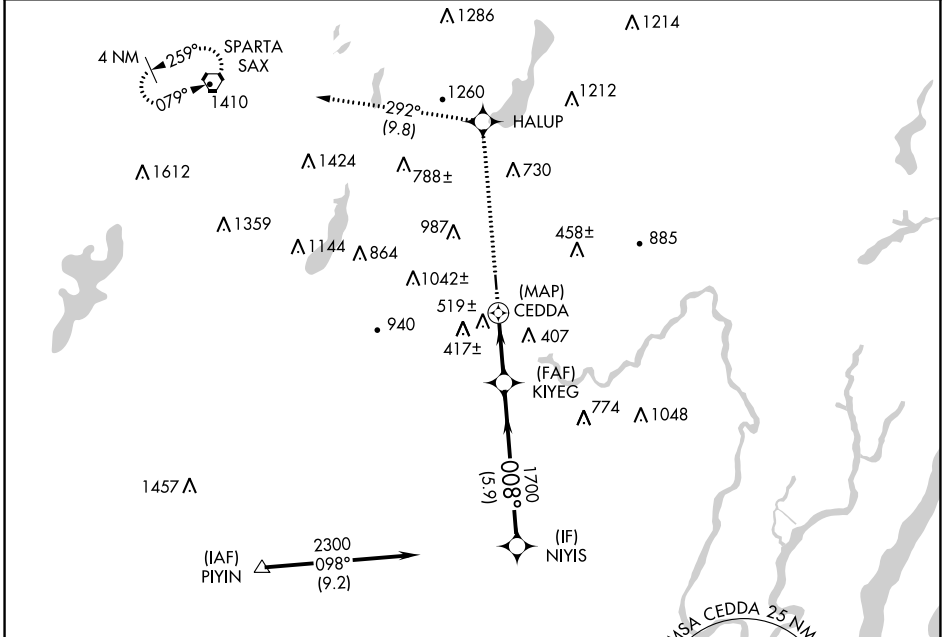 1286
1214
4 NM
259°
SPARTA
SAX
079°
1410
1260
1212
292°
(9.8)
HALUP
1612
1424
788±
730
1359
987
458±
885
1144
864
1042±
(MAP)
CEDDA
519±
940
417±
407
(FAF)
KIYEG
774
1048
1457
1700
008°
(5.9)
(IAF)
PIYIN
2300
098°
(9.2)
(IF)
NIYIS
MSA CEDDA 25 NM